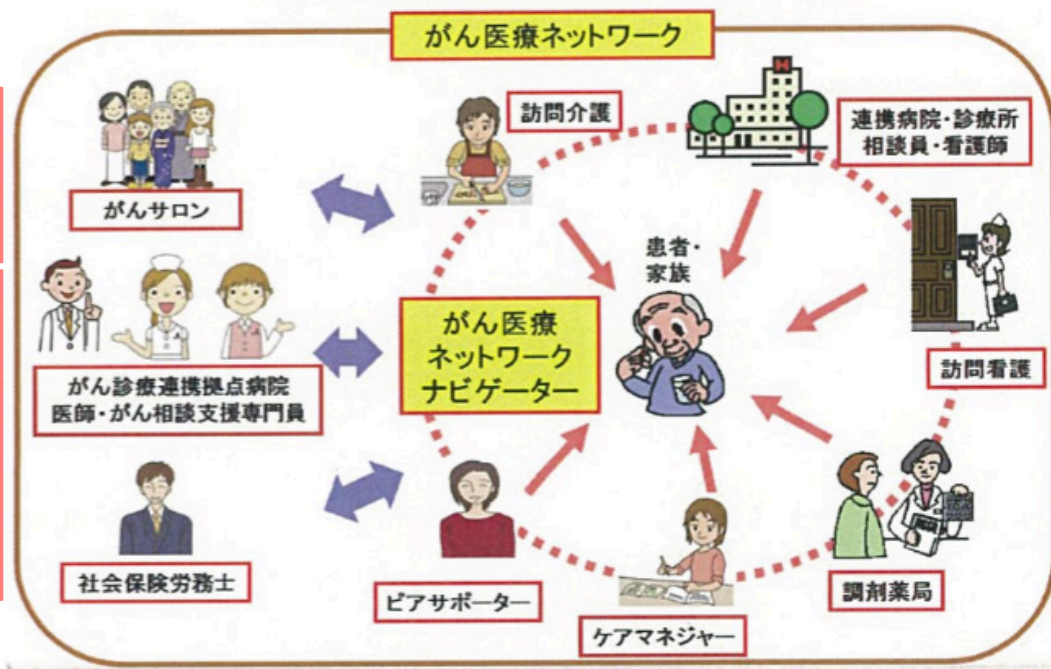 がん医療ネットワーク
訪問介護
連携病院・診療所
相談員・看護師
がんサロン
患者・
家族
がん医療
ネットワーク
ナビゲーター
がん診療連携拠点病院
医師・がん相談支援専門員
訪問看護
社会保険労務士
ピアサポーター
ケアマネジャー
調剤薬局
H